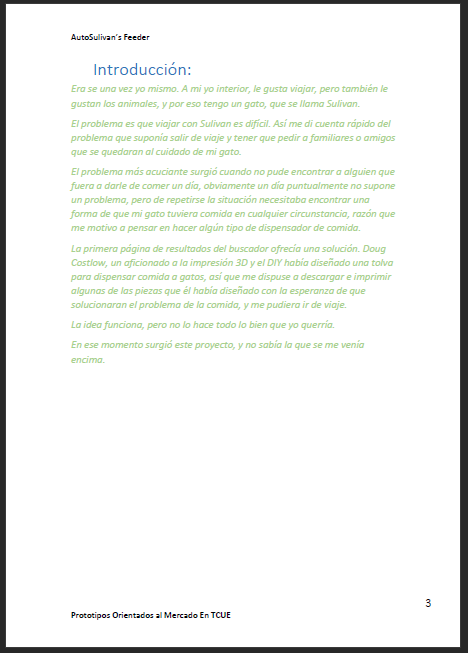 AutoSulivan's Feeder
Introducción:
Era se una vez yo mismo. A mi yo interior, le gusta viajar, pero también le
gustan los animales, y por eso tengo un gato, que se llama Sulivan.
El problema es que viajar con Sulivan es difícil. Así me di cuenta rápido del
problema que suponía salir de viaje y tener que pedir a familiares o amigos
que se quedaran al cuidado de mi gato.
El problema más acuciante surgió cuando no pude encontrar a alguien que
fuera a darle de comer un día, obviamente un día puntualmente no supone
un problema, pero de repetirse la situación necesitaba encontrar una
forma de que mi gato tuviera comida en cualquier circunstancia, razón que
me motivo a pensar en hacer algún tipo de dispensador de comida.
La primera página de resultados del buscador ofrecía una solución. Doug
Costlow, un aficionado a la impresión 3D y el DIY había diseñado una tolva
para dispensar comida a gatos, así que me dispuse a descargar e imprimir
algunas de las piezas que él había diseñado con la esperanza de que
solucionaran el problema de la comida, y me pudiera ir de viaje.
La idea funciona, pero no lo hace todo lo bien que yo querría.
En ese momento surgió este proyecto, y no sabía la que se me venía
encima.
3
Prototipos Orientados al Mercado En TCUE